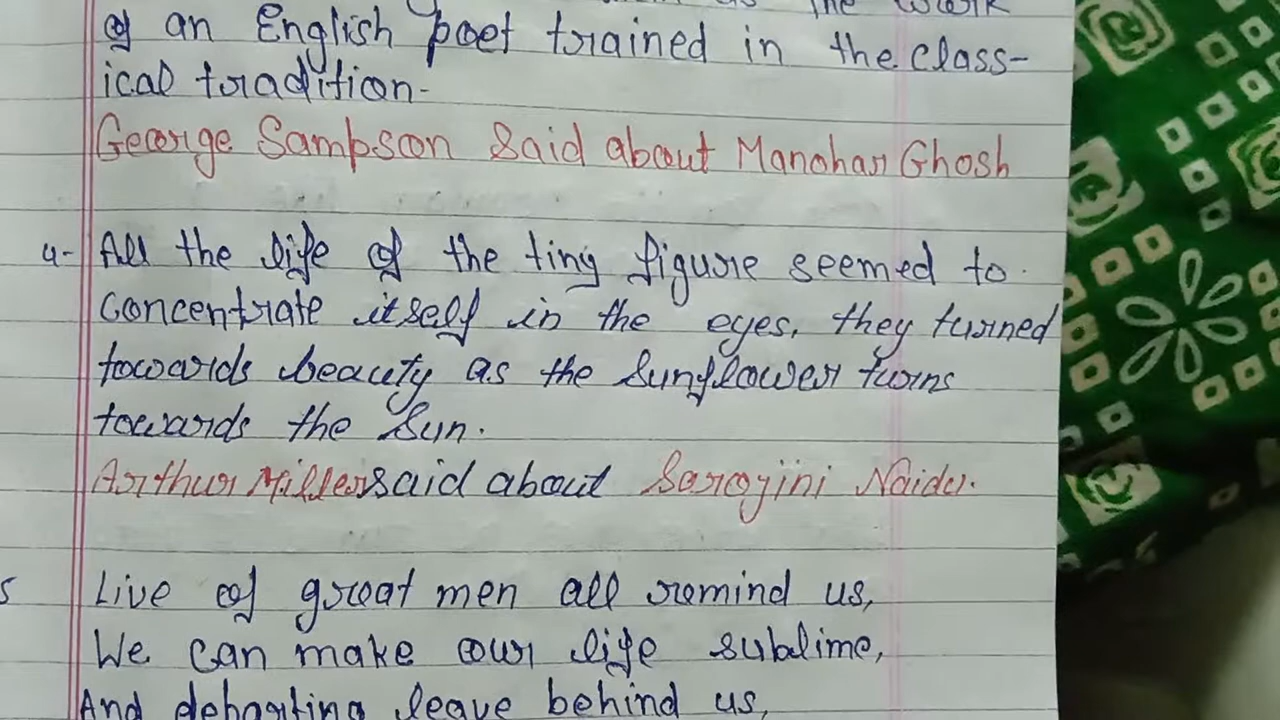 the work
of an English poet trained in the class-
ical tradition-
George Sampson said about Manohar Ghosh
4- All the life of the ting figure seemed to.
Concentrate itself in the eyes, they turned
towards beauty as the Sunflower turns
towards the Sun.
Arthur Miller said about Sarojini Naidu.
5 Live of great men all remind us,
We can make our life sublime,
And departing leave behind us,